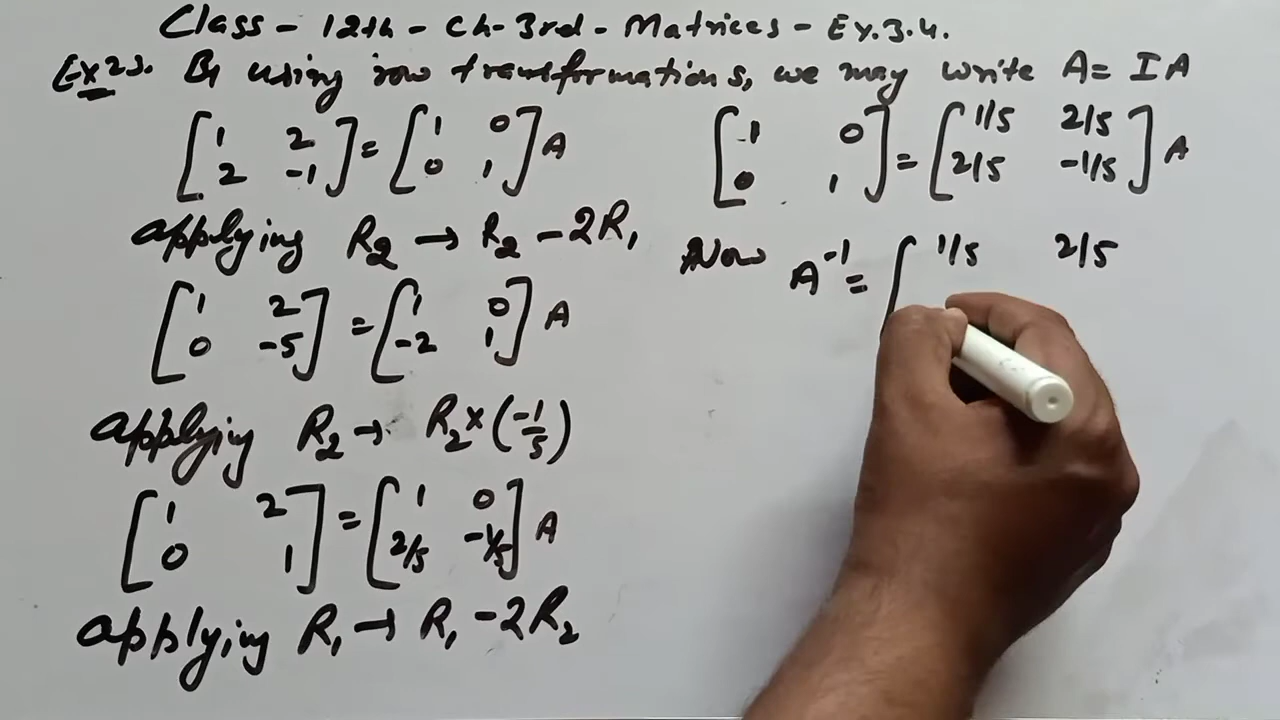 Class - 12th - Ch-3rd - Matrices - Ex.3.4.
Ex 23. By using row transformations, we may write A = IA
[1 2
2 -1] = [1 0
0 1] A
applying R₂ → R₂ - 2R₁
[1 2
0 -5] = [1 0
-2 1] A
applying R₂ → R₂ × (-1/5)
[1 2
0 1] = [1 0
2/5 -1/5] A
applying R₁ → R₁ - 2R₂
[1 0
0 1] = [1/5 2/5
2/5 -1/5] A
Now A⁻¹ = [1/5 2/5